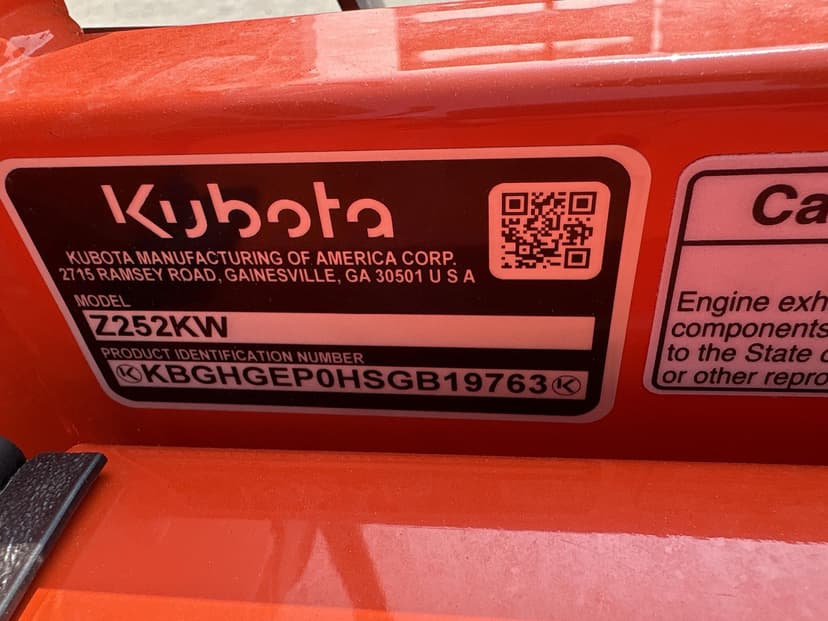 Kubota
KUBOTA MANUFACTURING OF AMERICA CORP.
2715 RAMSEY ROAD, GAINESVILLE, GA 30501 U S A
MODEL
Z252KW
PRODUCT IDENTIFICATION NUMBER
KBGHGEP0HSGB19763
Ca
Engine exh
components
to the State o
or other repro